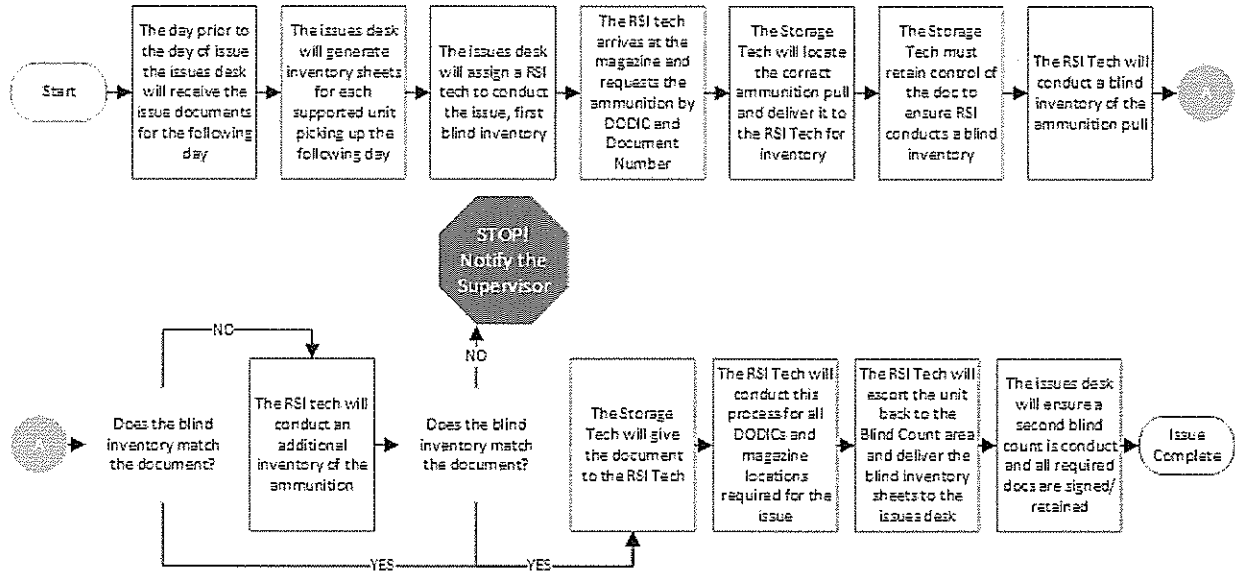 Start
The day prior to
the day of issue
the issues desk
will receive the
issue documents
for the following
day
The issues desk
will generate
inventory sheets
for each
supported unit
picking up the
following day
The issues desk
will assign a RSI
tech to conduct
the issue, first
blind inventory
The RSI tech
arrives at the
magazine and
requests the
ammunition by
DODIC and
Document
Number
The Storage
Tech will locate
the correct
ammunition pull
and deliver it to
the RSI Tech for
inventory
The Storage
Tech must
retain control of
the doc to
ensure RSI
conducts a blind
inventory
The RSI Tech will
conduct a blind
inventory of the
ammunition pull
A
STOP!
Notify the
Supervisor
A
Does the blind
inventory match
the document?
NO
The RSI tech will
conduct an
additional
inventory of the
ammunition
Does the blind
inventory match
the document?
NO
YES
YES
The Storage
Tech will give
the document
to the RSI Tech
The RSI Tech will
conduct this
process for all
DODICs and
magazine
locations
required for the
issue
The RSI Tech will
escort the unit
back to the
Blind Count area
and deliver the
blind inventory
sheets to the
issues desk
The issues desk
will ensure a
second blind
count is conduct
and all required
docs are signed/
retained
Issue
Complete